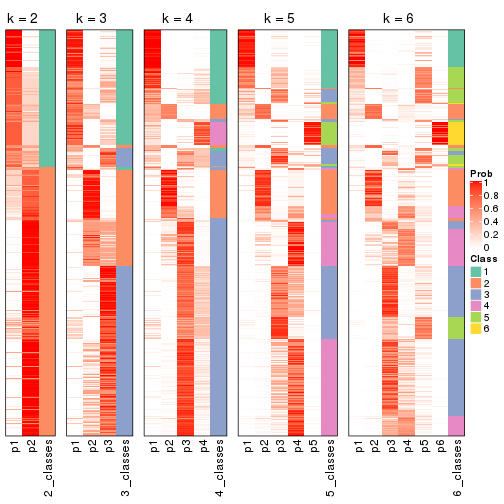 k = 2
k = 3
k = 4
k = 5
k = 6
Prob
1
0.8
0.6
0.4
0.2
0
Class
1
2
3
4
5
6
p1
p2
2_classes
p1
p2
p3
3_classes
p1
p2
p3
p4
4_classes
p1
p2
p3
p4
p5
5_classes
p1
p2
p3
p4
p5
p6
6_classes